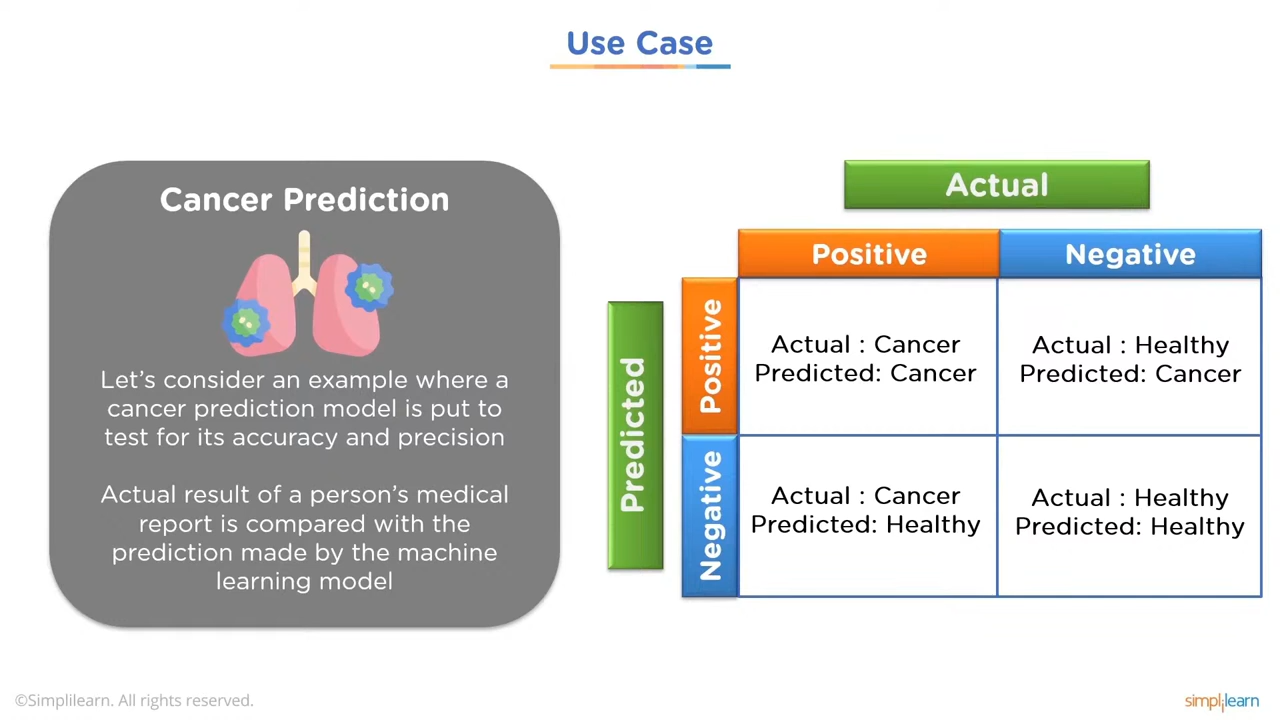 Use Case
Cancer Prediction
Let's consider an example where a
cancer prediction model is put to
test for its accuracy and precision
Actual result of a person's medical
report is compared with the
prediction made by the machine
learning model
Actual
Positive
Negative
Predicted
Positive
Actual : Cancer
Predicted: Cancer
Actual : Healthy
Predicted: Cancer
Negative
Actual : Cancer
Predicted: Healthy
Actual : Healthy
Predicted: Healthy
©Simplilearn. All rights reserved.
simplilearn